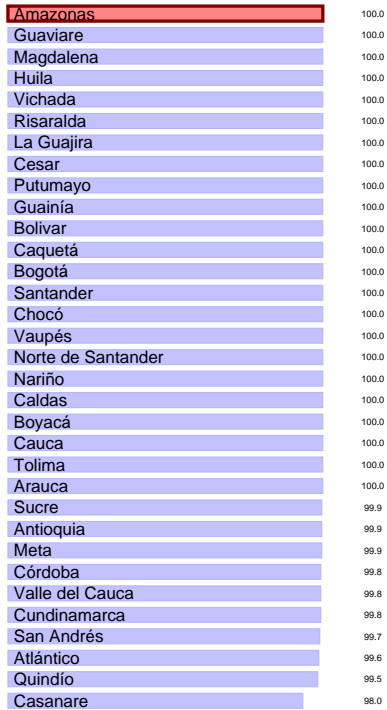 Amazonas 100.0
Guaviare 100.0
Magdalena 100.0
Huila 100.0
Vichada 100.0
Risaralda 100.0
La Guajira 100.0
Cesar 100.0
Putumayo 100.0
Guainía 100.0
Bolivar 100.0
Caquetá 100.0
Bogotá 100.0
Santander 100.0
Chocó 100.0
Vaupés 100.0
Norte de Santander 100.0
Nariño 100.0
Caldas 100.0
Boyacá 100.0
Cauca 100.0
Tolima 100.0
Arauca 100.0
Sucre 99.9
Antioquia 99.9
Meta 99.9
Córdoba 99.8
Valle del Cauca 99.8
Cundinamarca 99.8
San Andrés 99.7
Atlántico 99.6
Quindío 99.5
Casanare 98.0